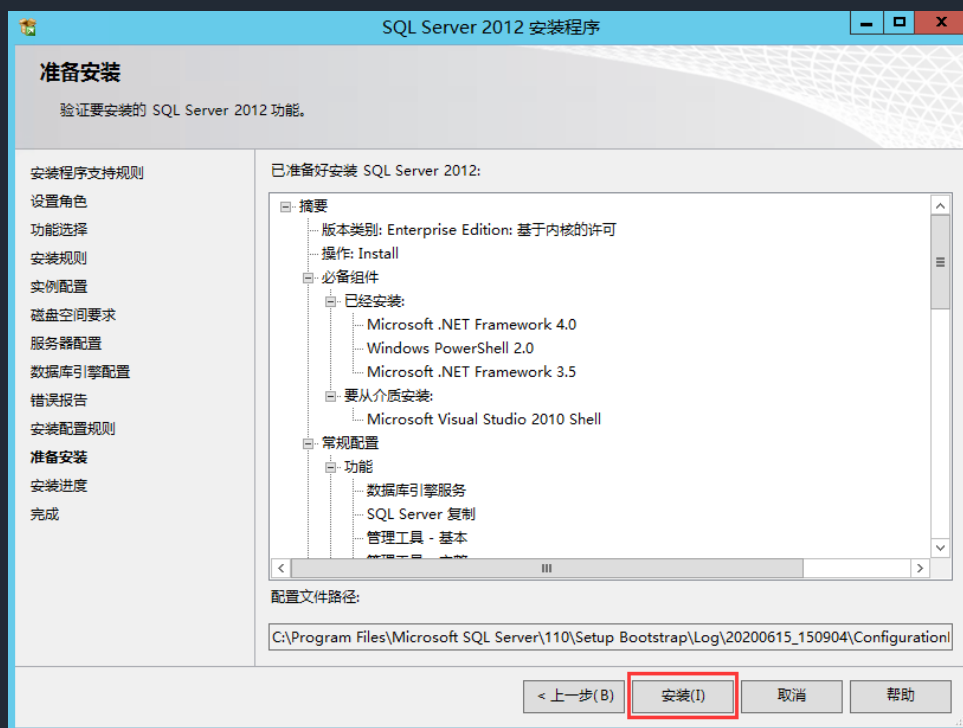 SQL Server 2012 安装程序
准备安装
验证要安装的 SQL Server 2012 功能。
安装程序支持规则
设置角色
功能选择
安装规则
实例配置
磁盘空间要求
服务器配置
数据库引擎配置
错误报告
安装配置规则
准备安装
安装进度
完成
已准备好安装 SQL Server 2012:
摘要
版本类别: Enterprise Edition: 基于内核的许可
操作: Install
必备组件
已经安装:
Microsoft .NET Framework 4.0
Windows PowerShell 2.0
Microsoft .NET Framework 3.5
要从介质安装:
Microsoft Visual Studio 2010 Shell
常规配置
功能
数据库引擎服务
SQL Server 复制
管理工具 - 基本
配置文件路径:
C:\Program Files\Microsoft SQL Server\110\Setup Bootstrap\Log\20200615_150904\Configuration
< 上一步(B)
安装(I)
取消
帮助